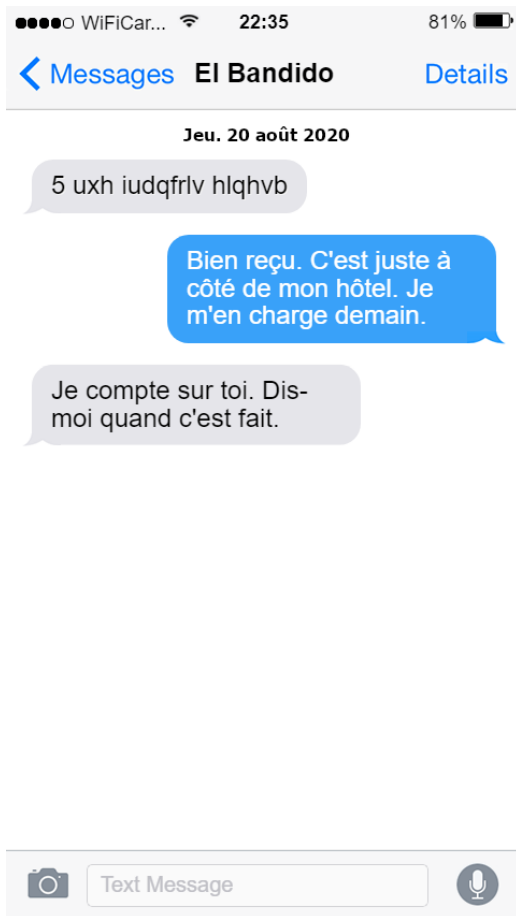 WiFiCar... 22:35 81%
Messages El Bandido Details
Jeu. 20 août 2020
5 uxh iudqfrlv hlqhvb
Bien reçu. C'est juste à
côté de mon hôtel. Je
m'en charge demain.
Je compte sur toi. Dis-
moi quand c'est fait.
Text Message